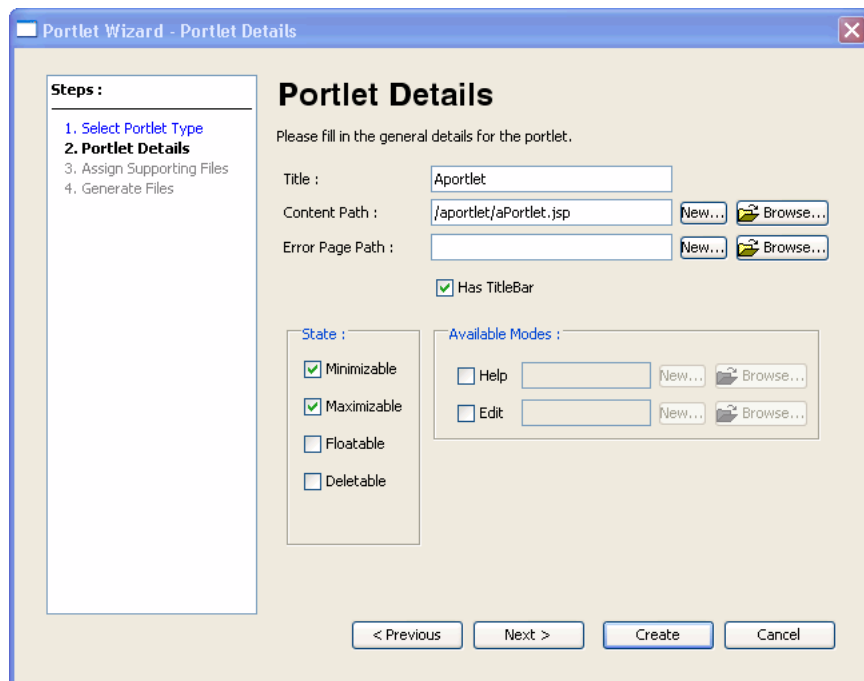 Portlet Wizard - Portlet Details
Steps :
1. Select Portlet Type
2. Portlet Details
3. Assign Supporting Files
4. Generate Files
Portlet Details
Please fill in the general details for the portlet.
Title : Aportlet
Content Path : /aportlet/aPortlet.jsp New... Browse...
Error Page Path : New... Browse...
Has TitleBar
State :
Minimizable
Maximizable
Floatable
Deletable
Available Modes :
Help New... Browse...
Edit New... Browse...
< Previous Next > Create Cancel